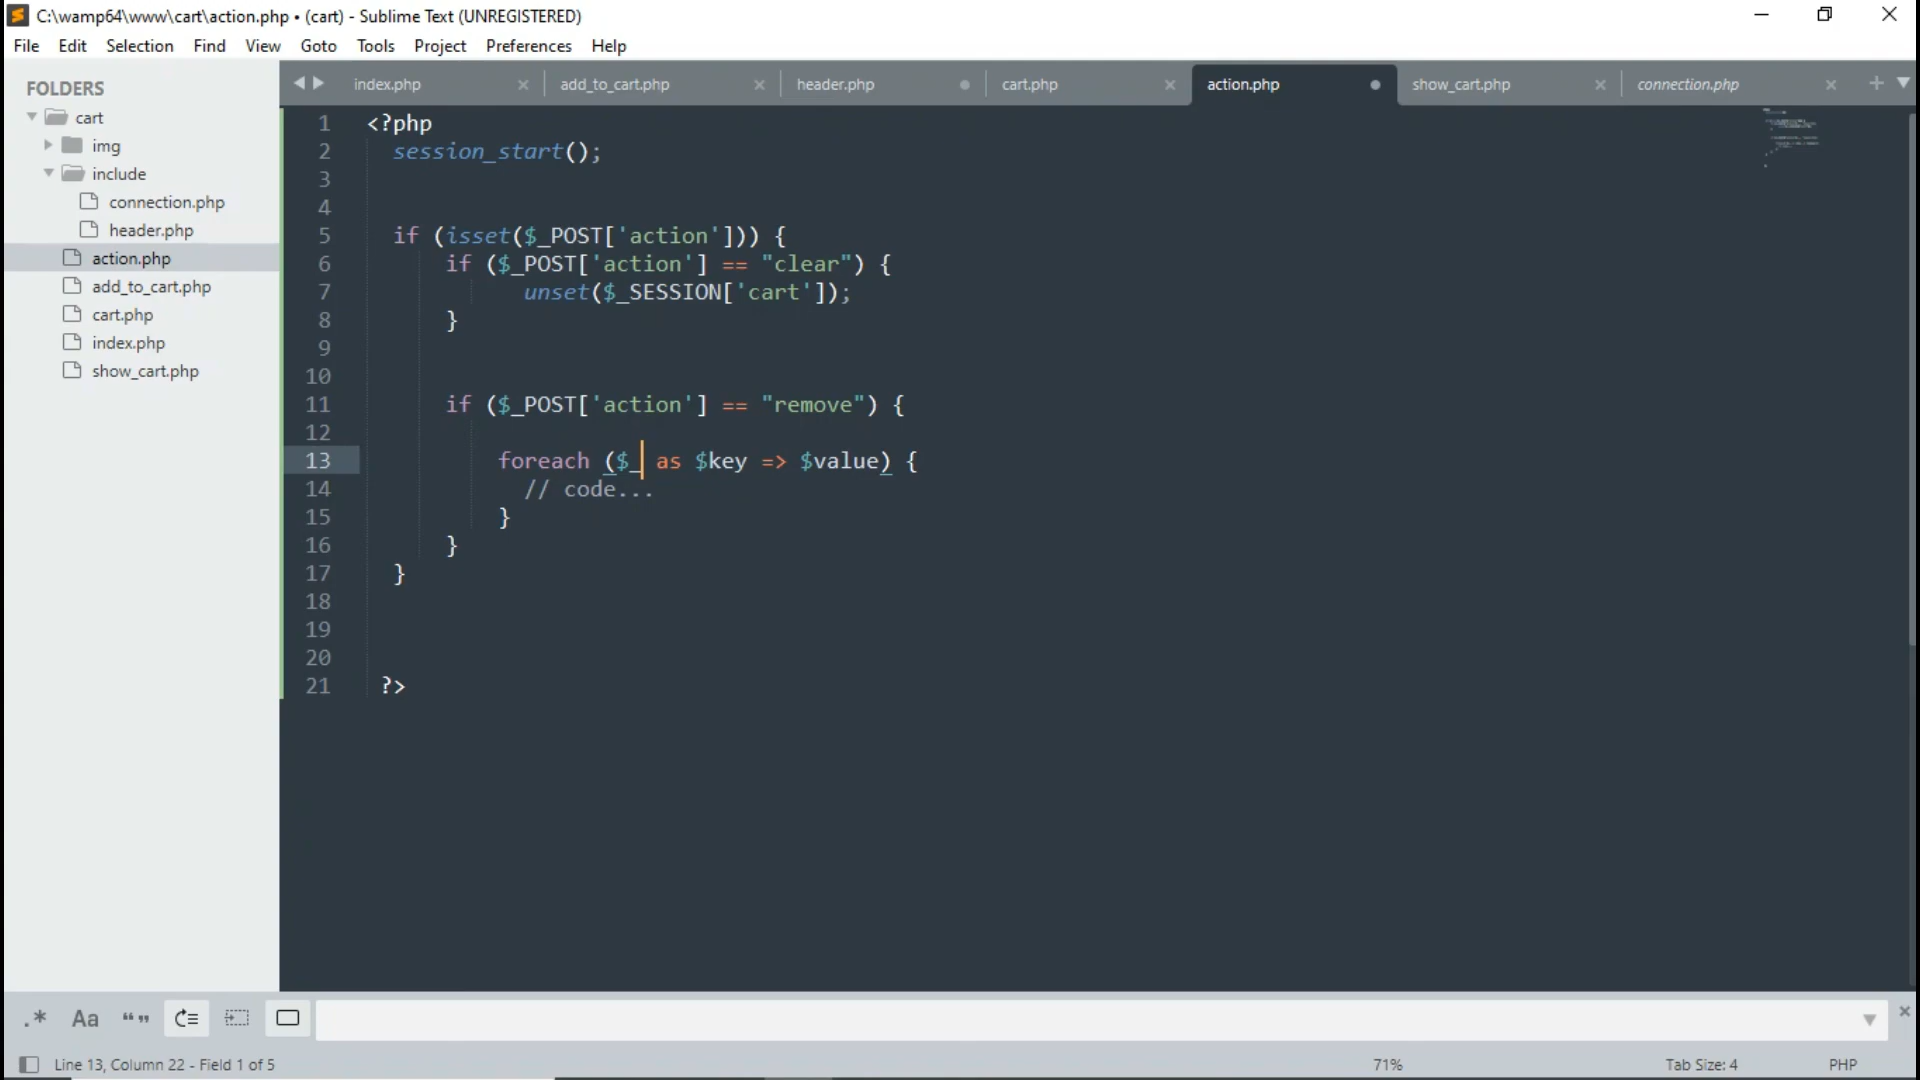 C:\wamp64\www\cart\action.php • (cart) - Sublime Text (UNREGISTERED)
File Edit Selection Find View Goto Tools Project Preferences Help
index.php add_to_cart.php header.php cart.php action.php show_cart.php connection.php
FOLDERS
cart
img
include
connection.php
header.php
action.php
add_to_cart.php
cart.php
index.php
show_cart.php
1 <?php
2 session_start();
3
4
5 if (isset($_POST['action'])) {
6 if ($_POST['action'] == "clear") {
7 unset($_SESSION['cart']);
8 }
9
10
11 if ($_POST['action'] == "remove") {
12
13 foreach ($_ as $key => $value) {
14 // code...
15 }
16 }
17 }
18
19
20
21 ?>
.* Aa “ ”
Line 13, Column 22 - Field 1 of 5 71% Tab Size: 4 PHP